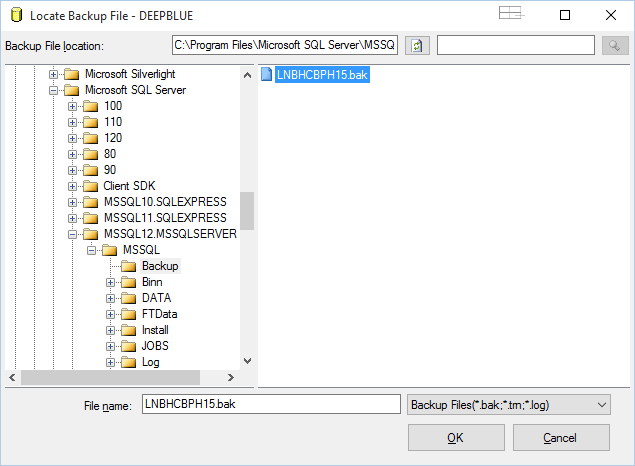 Locate Backup File - DEEPBLUE
Backup File location:
C:\Program Files\Microsoft SQL Server\MSSQ
Microsoft Silverlight
Microsoft SQL Server
100
110
120
80
90
Client SDK
MSSQL10.SQLEXPRESS
MSSQL11.SQLEXPRESS
MSSQL12.MSSQLSERVER
MSSQL
Backup
Binn
DATA
FTData
Install
JOBS
Log
LNBHCBPH15.bak
File name:
LNBHCBPH15.bak
Backup Files(*.bak;*.trn;*.log)
OK
Cancel